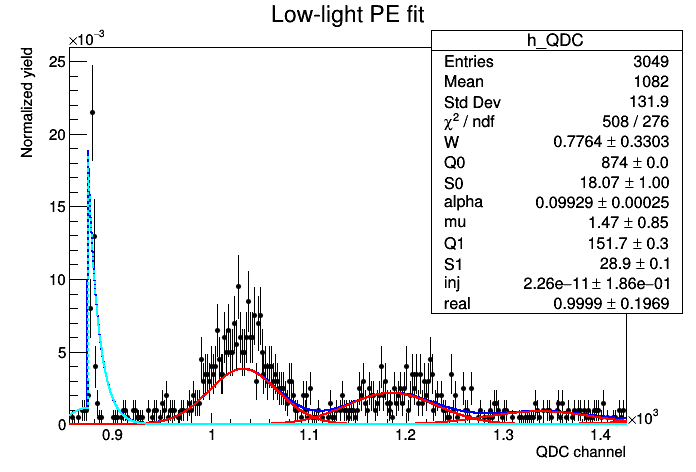 Low-light PE fit
×10⁻³
Normalized yield
25
20
15
10
5
0
h_QDC
Entries 3049
Mean 1082
Std Dev 131.9
χ² / ndf 508 / 276
W 0.7764 ± 0.3303
Q0 874 ± 0.0
S0 18.07 ± 1.00
alpha 0.09929 ± 0.00025
mu 1.47 ± 0.85
Q1 151.7 ± 0.3
S1 28.9 ± 0.1
inj 2.26e−11 ± 1.86e−01
real 0.9999 ± 0.1969
0.9 1 1.1 1.2 1.3 1.4
×10³
QDC channel